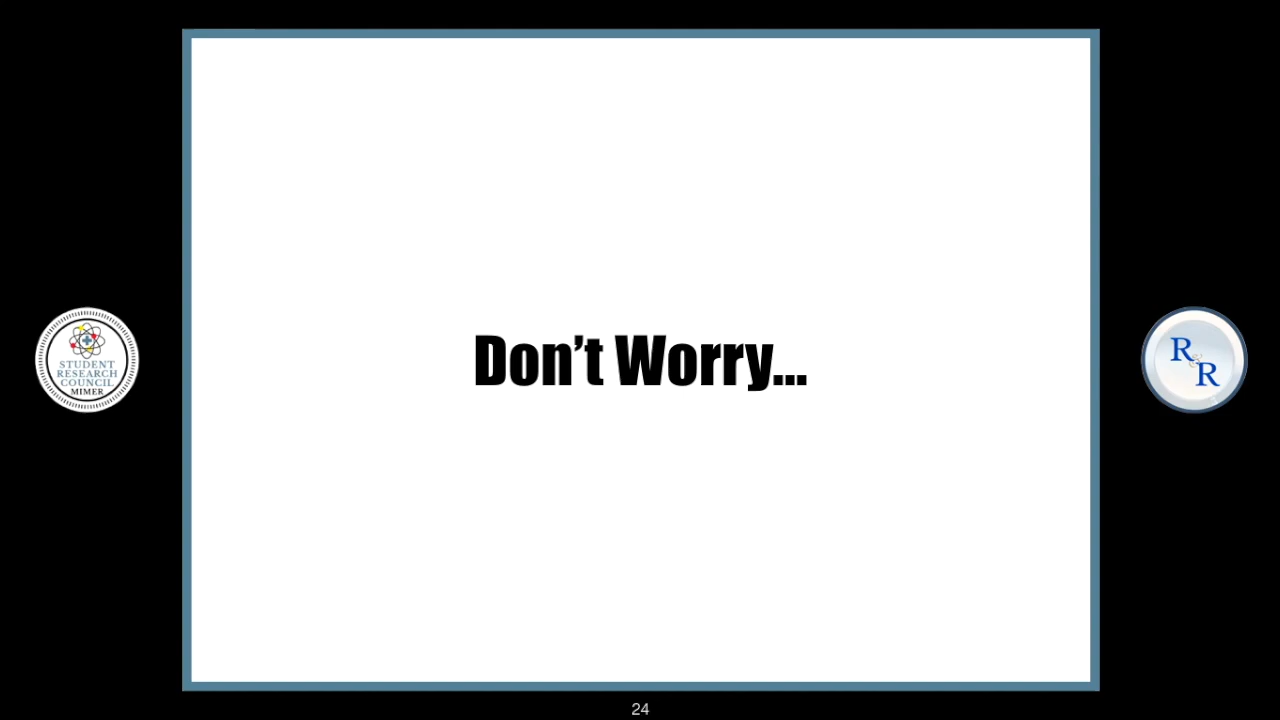 Don’t Worry...
STUDENT
RESEARCH
COUNCIL
MIMER
R&R
24